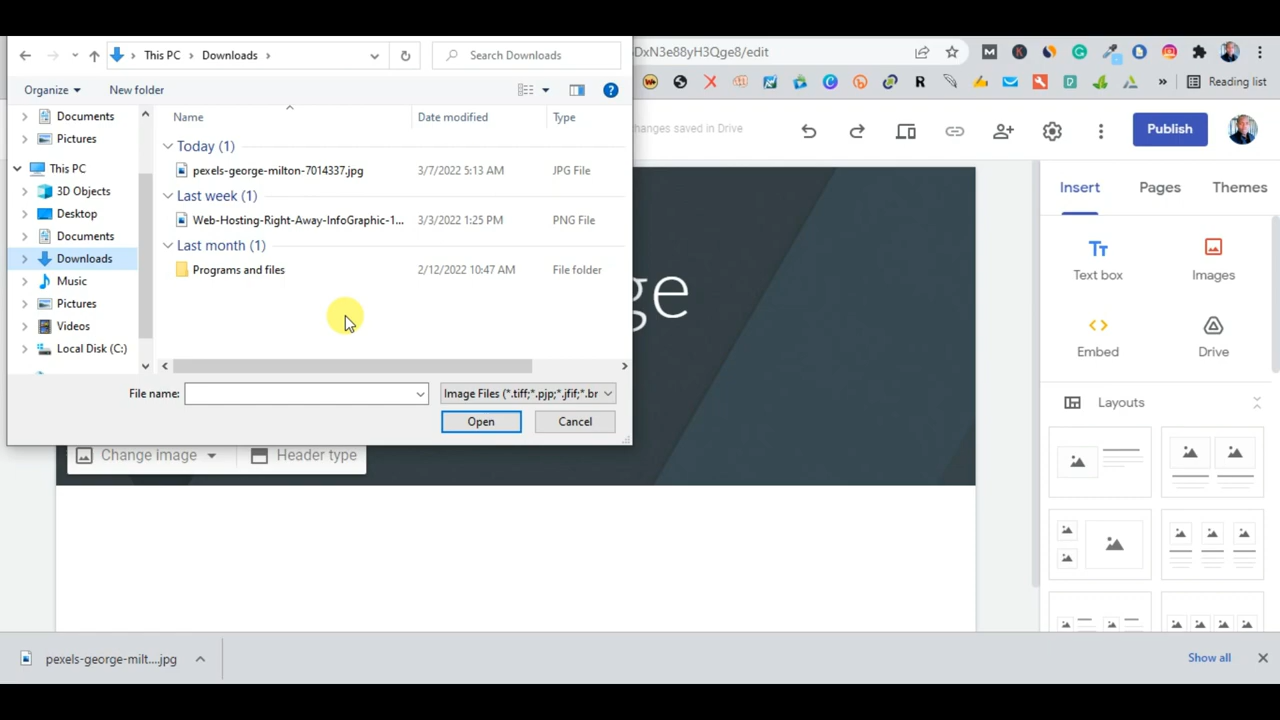 This PC
Downloads
Search Downloads
DxN3e88yH3Qge8/edit
Organize
New folder
Reading list
Documents
Pictures
This PC
3D Objects
Desktop
Documents
Downloads
Music
Pictures
Videos
Local Disk (C:)
Name
Date modified
Type
Today (1)
pexels-george-milton-7014337.jpg
3/7/2022 5:13 AM
JPG File
Last week (1)
Web-Hosting-Right-Away-InfoGraphic-1...
3/3/2022 1:25 PM
PNG File
Last month (1)
Programs and files
2/12/2022 10:47 AM
File folder
File name:
Image Files (*.tiff;*.pjp;*.jfif;*.br
Open
Cancel
hanges saved in Drive
Publish
ge
Change image
Header type
Insert
Pages
Themes
Text box
Images
Embed
Drive
Layouts
pexels-george-milt....jpg
Show all